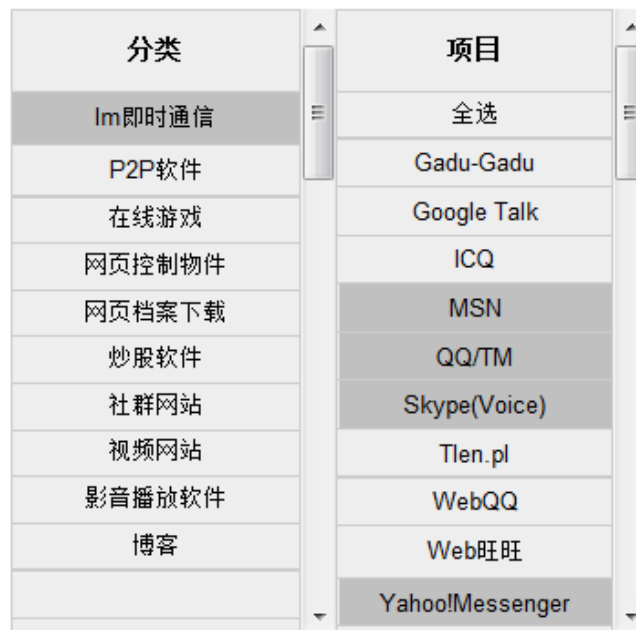 分类
Im即时通信
P2P软件
在线游戏
网页控制物件
网页档案下载
炒股软件
社群网站
视频网站
影音播放软件
博客
项目
全选
Gadu-Gadu
Google Talk
ICQ
MSN
QQ/TM
Skype(Voice)
Tlen.pl
WebQQ
Web旺旺
Yahoo!Messenger